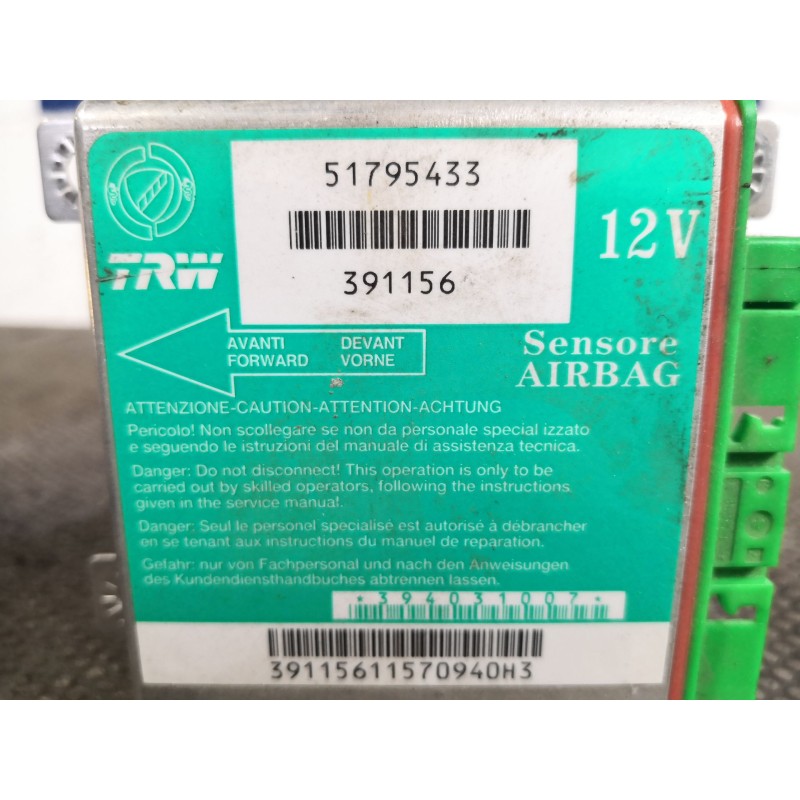 51795433
391156
12V
TRW
AVANTI DEVANT
FORWARD VORNE
Sensore
AIRBAG
ATTENZIONE-CAUTION-ATTENTION-ACHTUNG
Pericolo! Non scollegare se non da personale special izzato
e seguendo le istruzioni del manuale di assistenza tecnica.
Danger: Do not disconnect! This operation is only to be
carried out by skilled operators, following the instructions
given in the service manual.
Danger: Seul le personel specialisé est autorisé à débrancher
en se tenant aux instructions du manuel de reparation.
Gefahr: nur von Fachpersonal und nach den Anweisungen
des Kundendiensthandbuches abtrennen lassen.
*394031007*
39115611570940H3